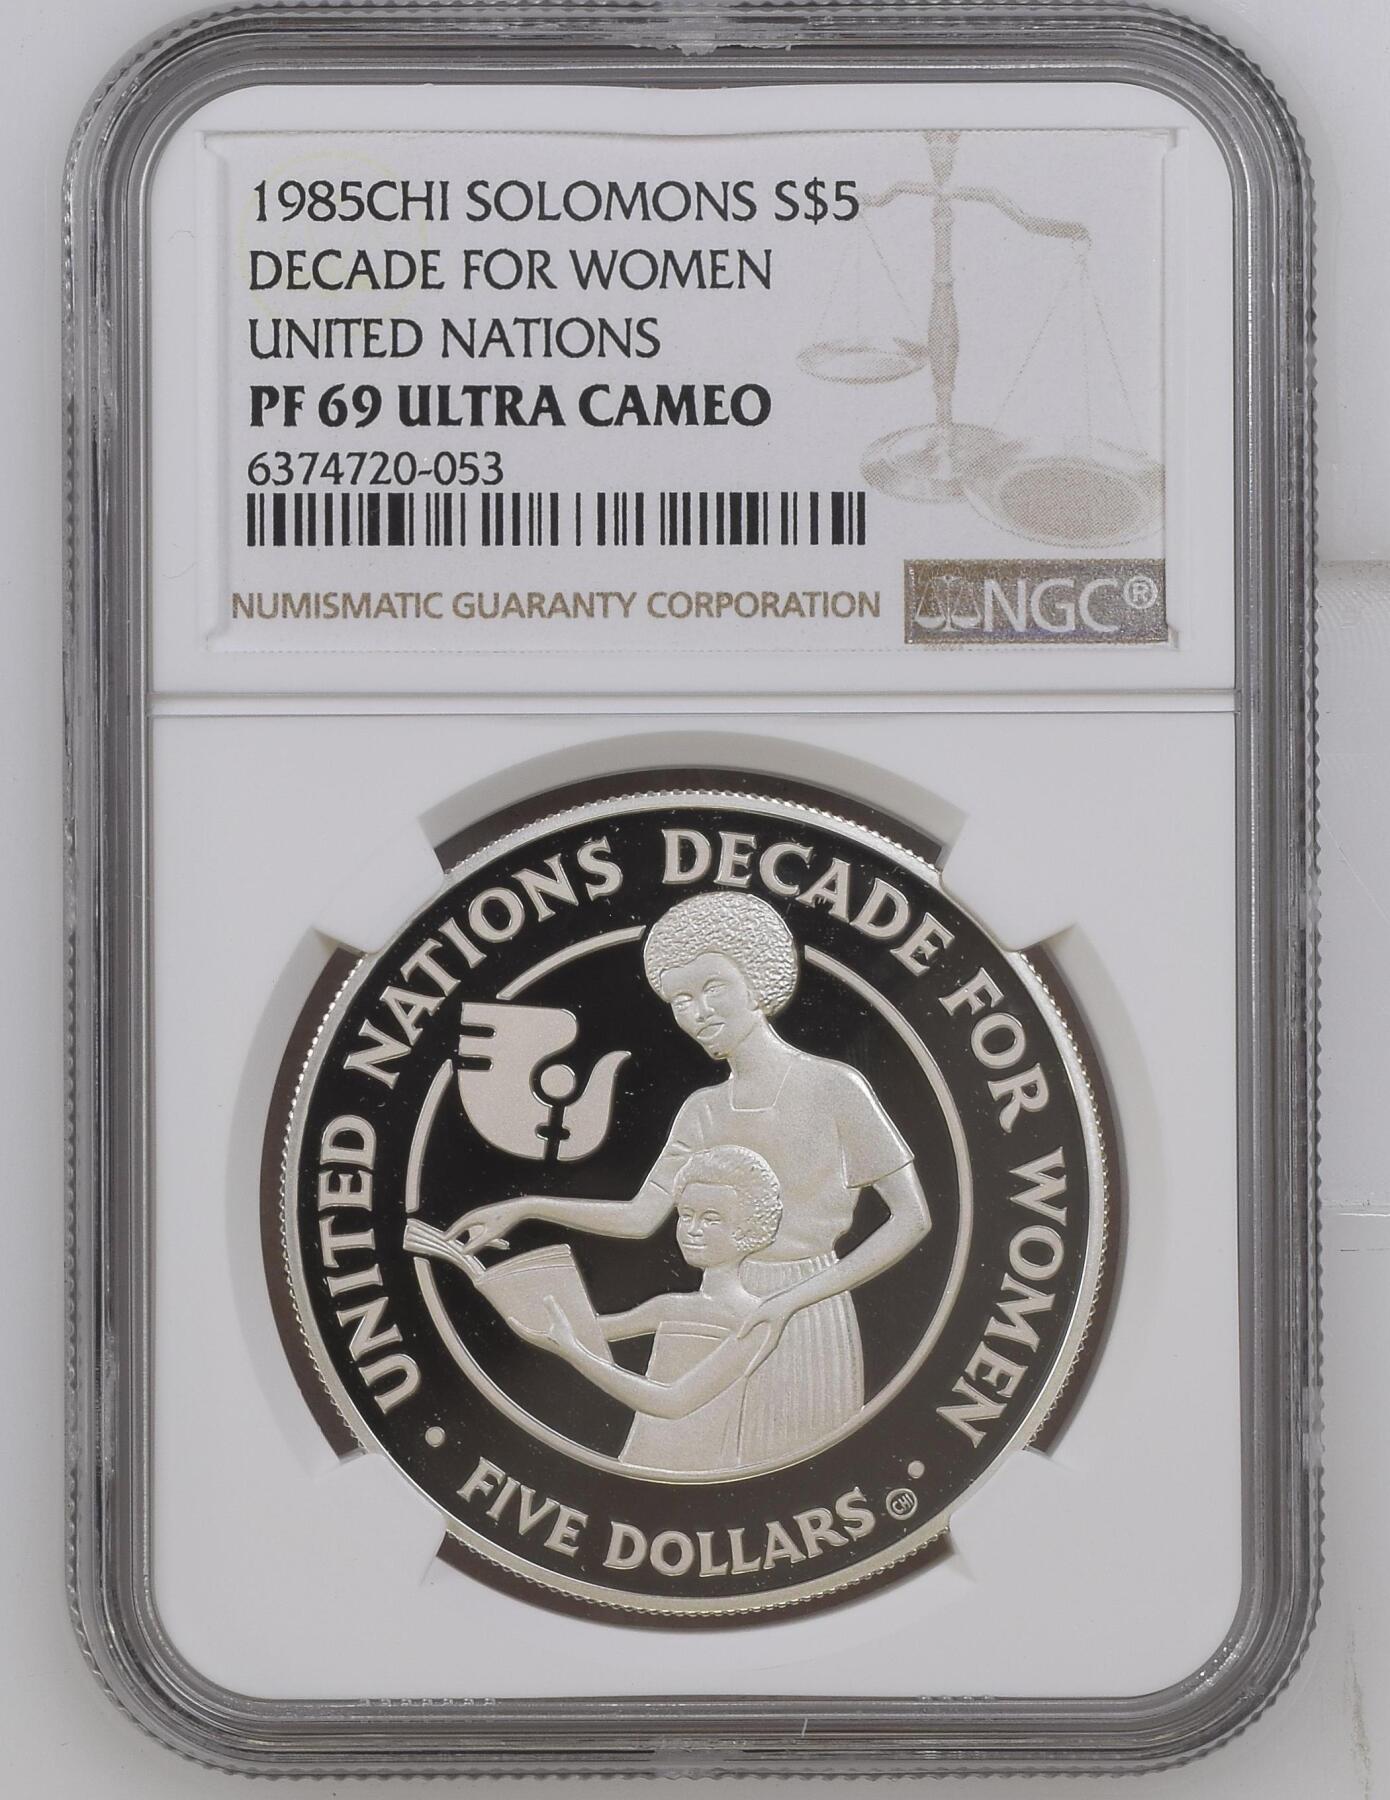 1985CHI SOLOMONS S$5
DECADE FOR WOMEN
UNITED NATIONS
PF 69 ULTRA CAMEO
6374720-053
NUMISMATIC GUARANTY CORPORATION
NGC®
UNITED NATIONS DECADE FOR WOMEN
• FIVE DOLLARS CHI •